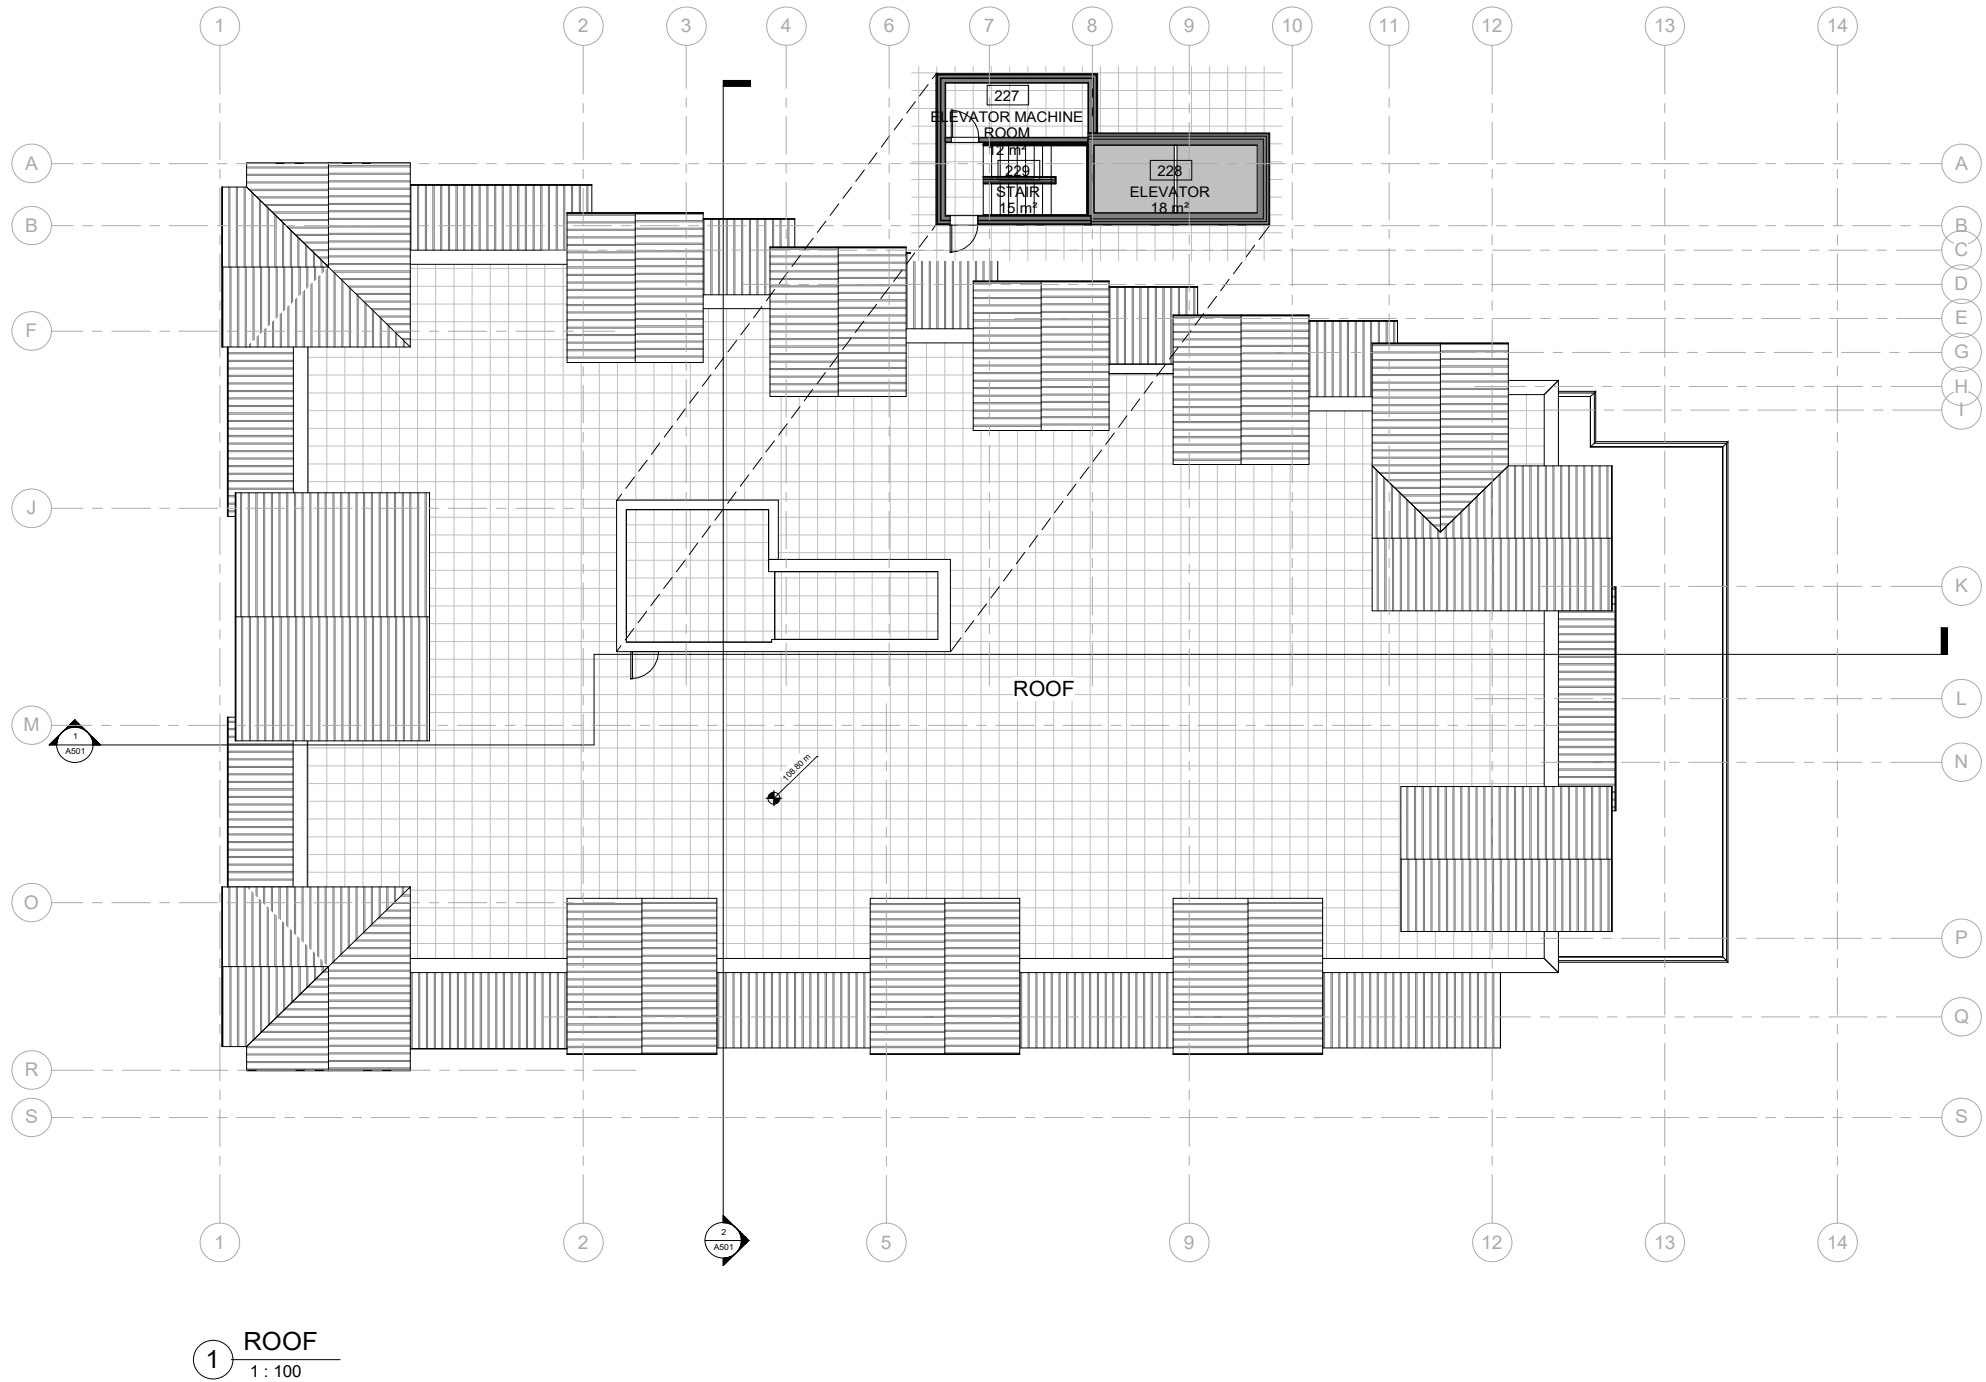 1 2 3 4 6 7 8 9 10 11 12 13 14
227
ELEVATOR MACHINE
ROOM
12 m²
229
STAIR
15 m²
228
ELEVATOR
18 m²
A A
B B
C
D
E
F
G
H
I
J
K
ROOF
L
M
1
A501
N
108.80 m
O
P
Q
R
S S
2
A501
1 2 5 9 12 13 14
1 ROOF
1 : 100